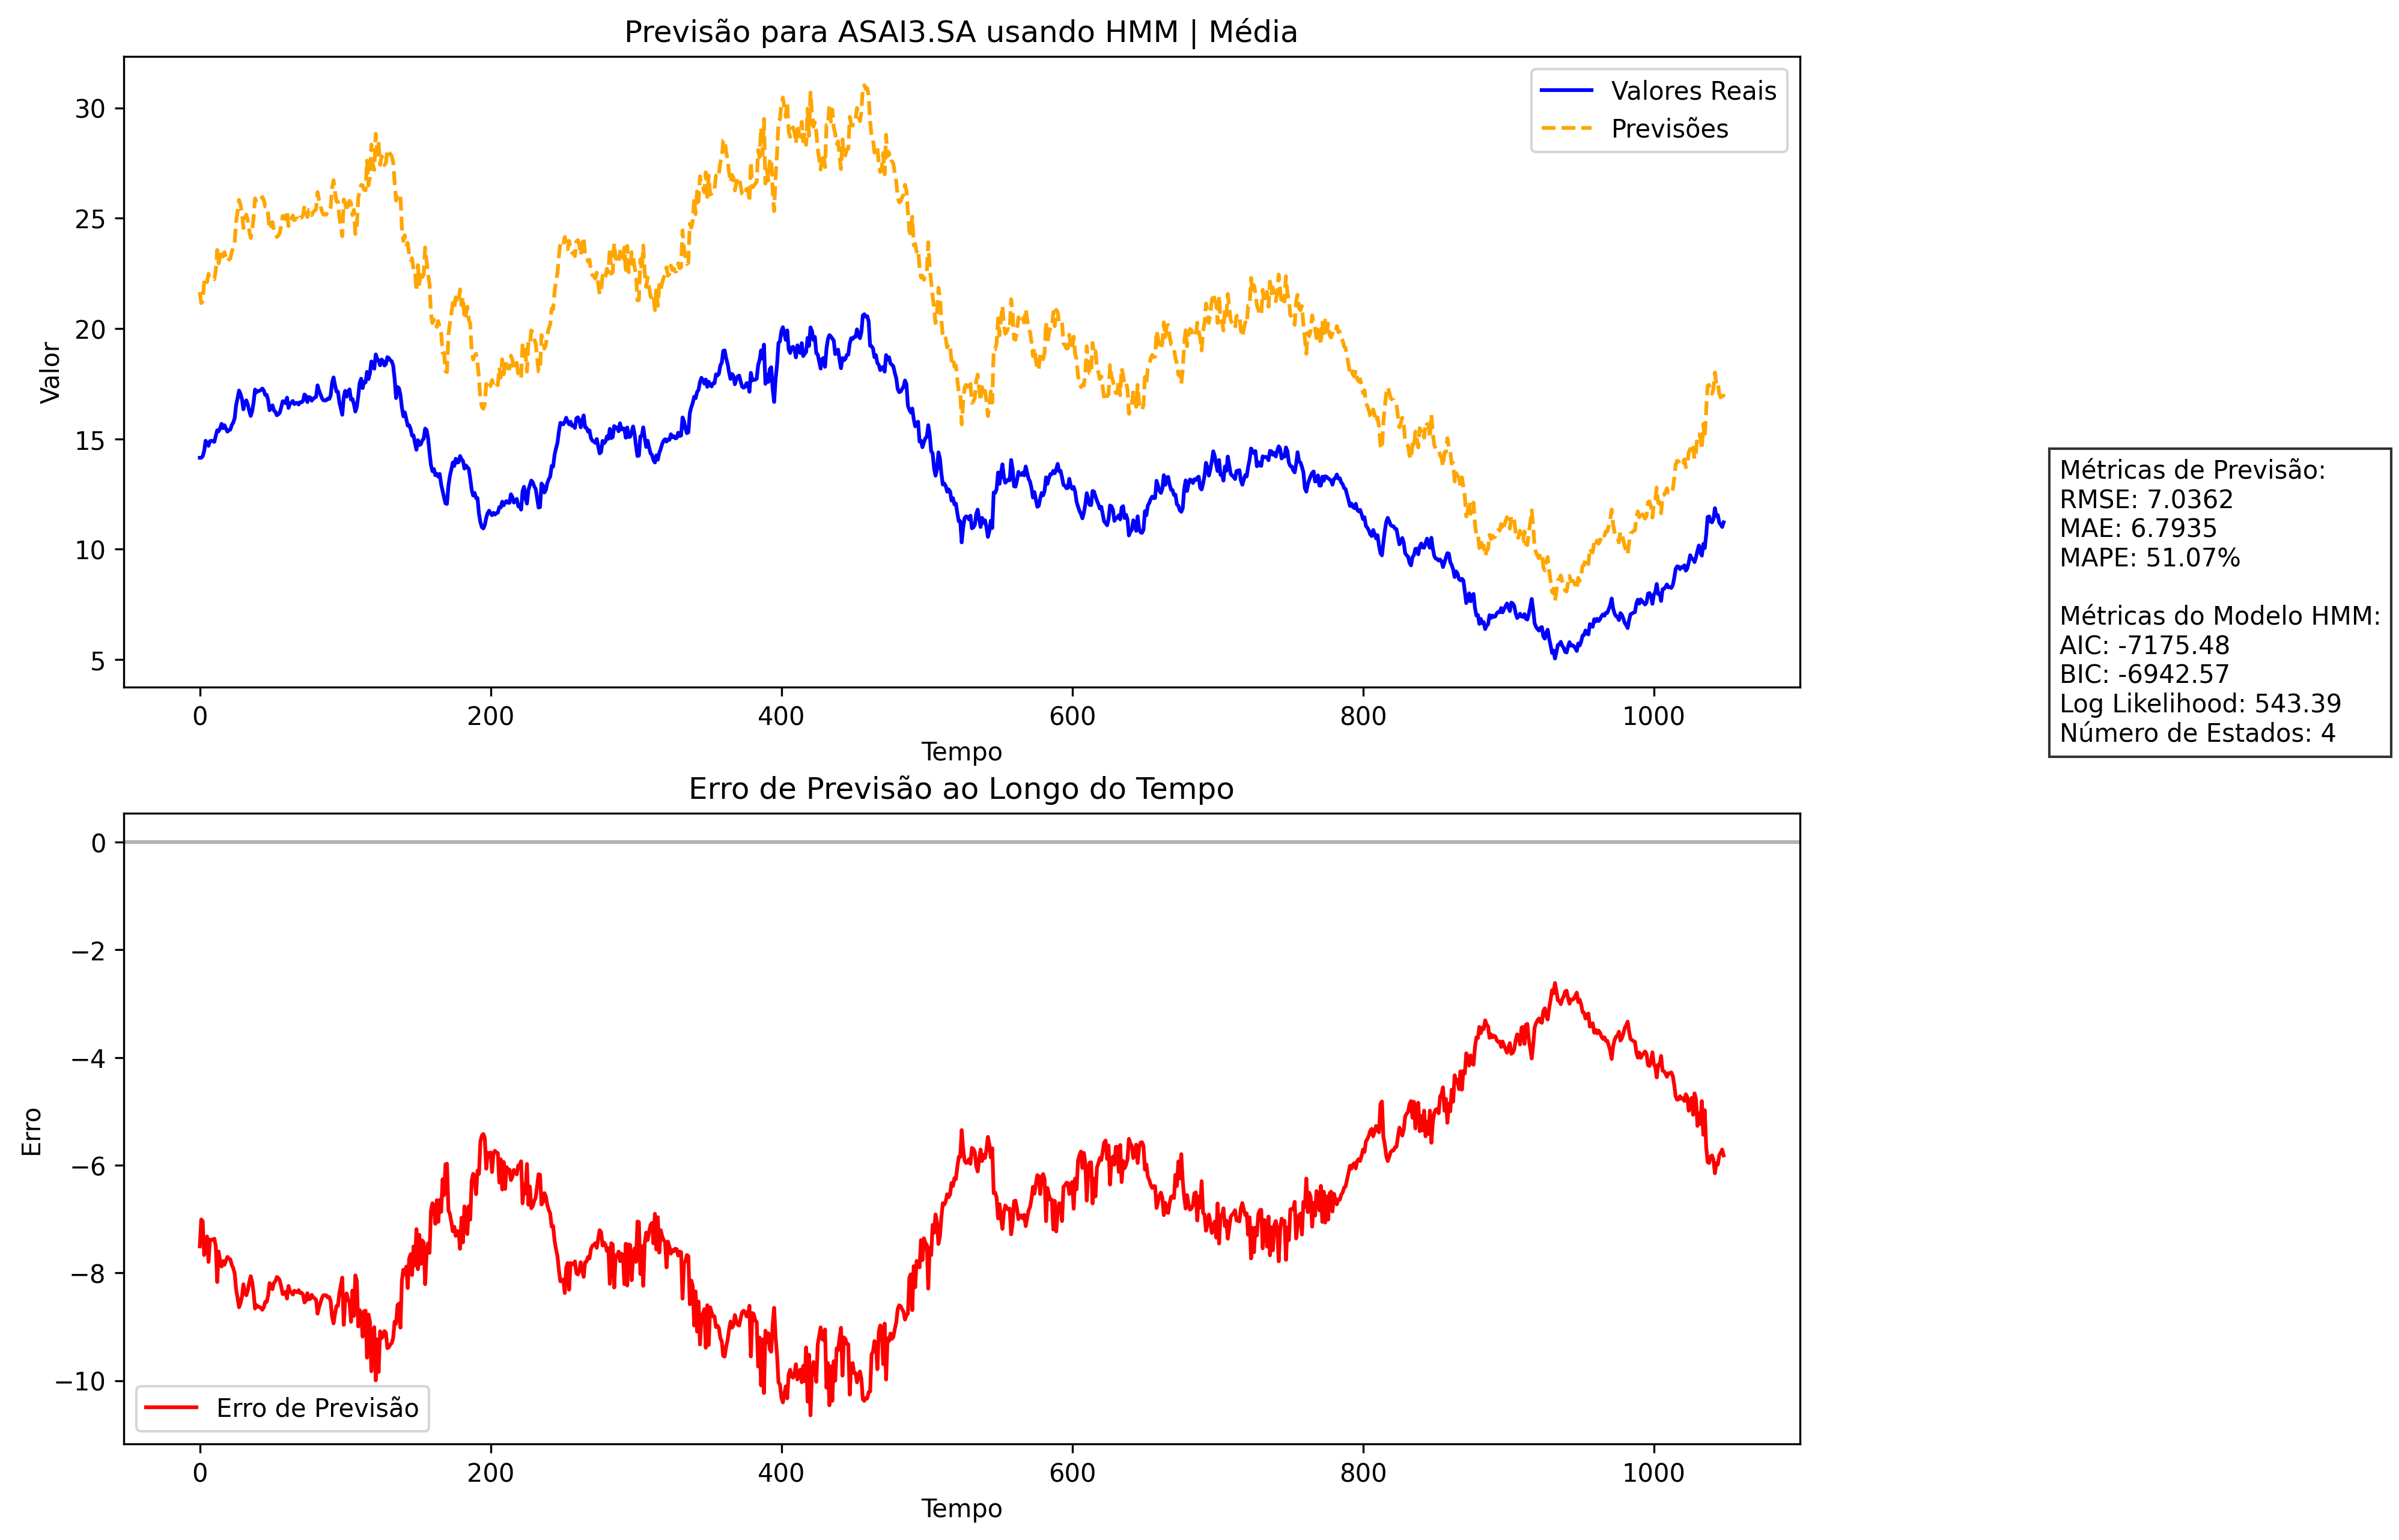 Previsão para ASAI3.SA usando HMM | Média
Valor
30
25
20
15
10
5
Valores Reais
Previsões
0 200 400 600 800 1000
Tempo
Métricas de Previsão:
RMSE: 7.0362
MAE: 6.7935
MAPE: 51.07%
Métricas do Modelo HMM:
AIC: -7175.48
BIC: -6942.57
Log Likelihood: 543.39
Número de Estados: 4
Erro de Previsão ao Longo do Tempo
Erro
0
−2
−4
−6
−8
−10
Erro de Previsão
0 200 400 600 800 1000
Tempo